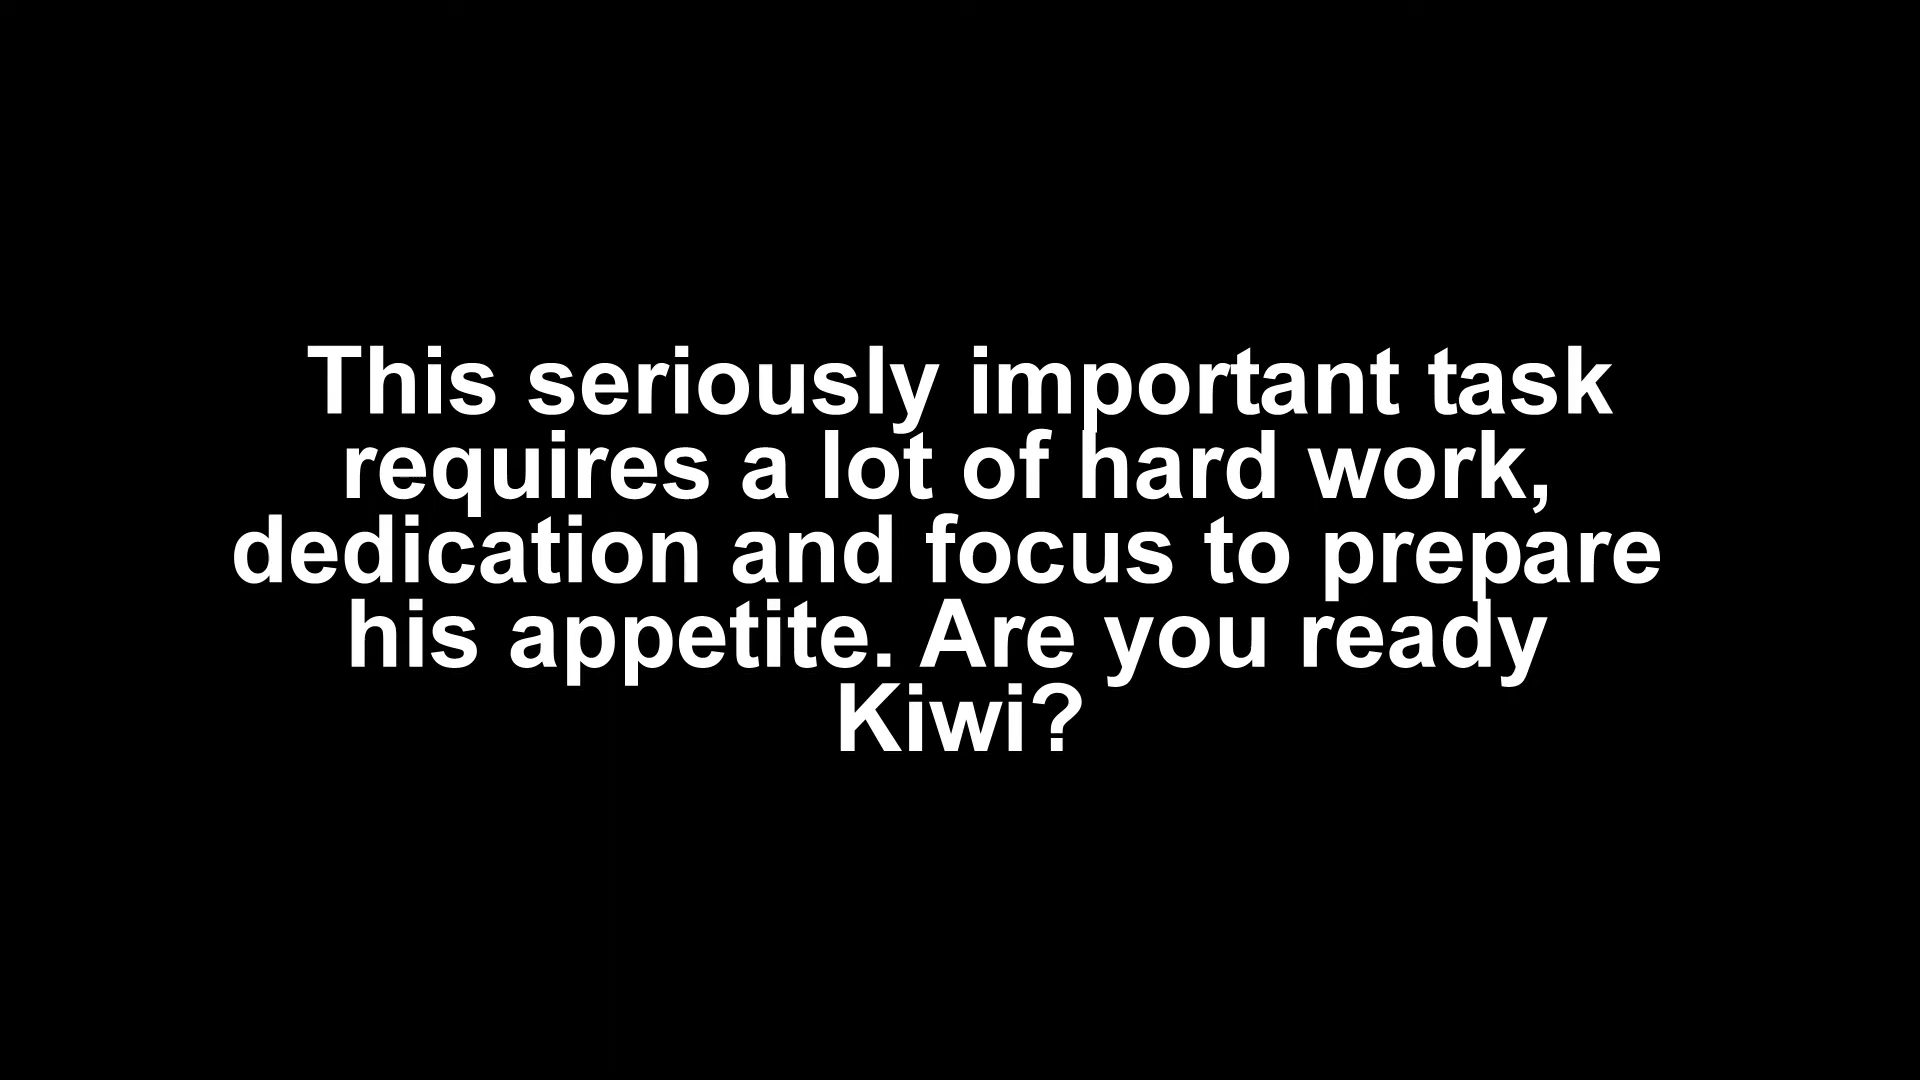 This seriously important task
requires a lot of hard work,
dedication and focus to prepare
his appetite. Are you ready
Kiwi?